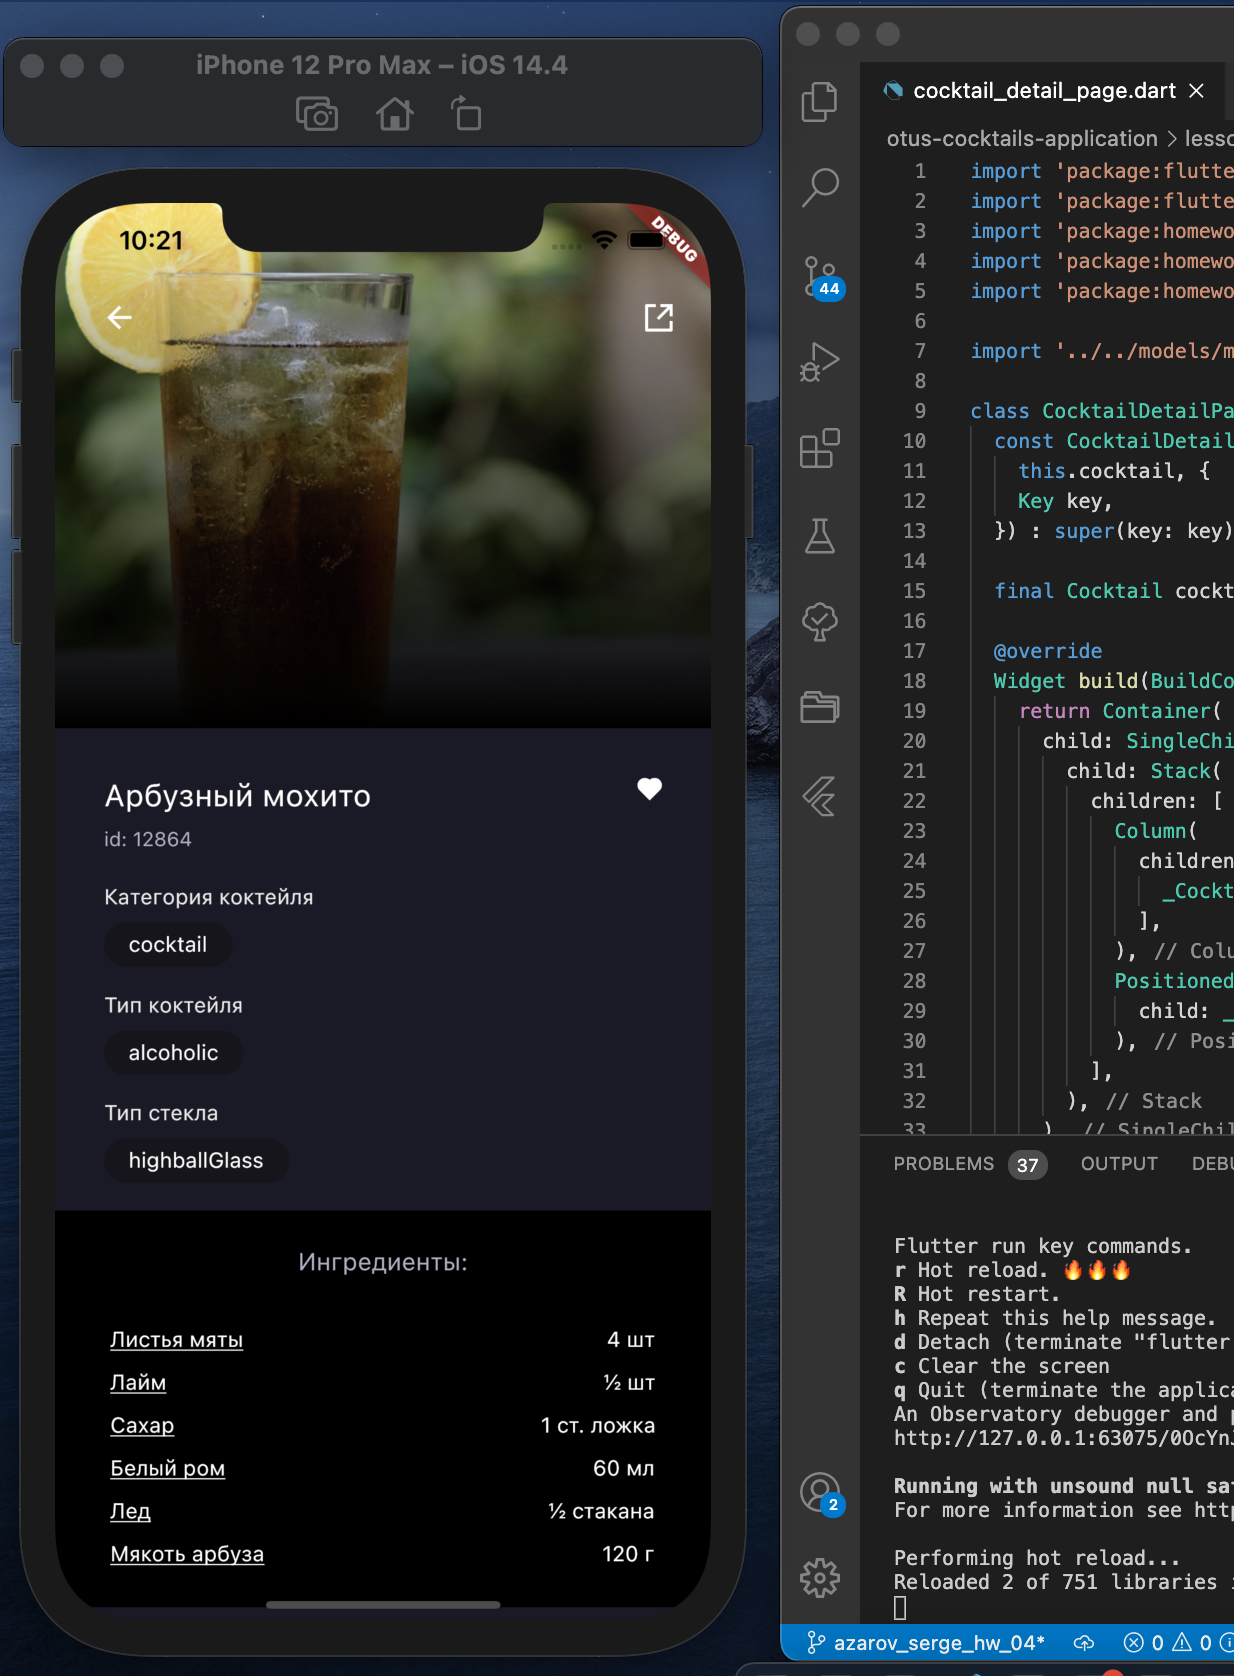 iPhone 12 Pro Max – iOS 14.4
10:21
DEBUG
Арбузный мохито
id: 12864
Категория коктейля
cocktail
Тип коктейля
alcoholic
Тип стекла
highballGlass
Ингредиенты:
Листья мяты 4 шт
Лайм ½ шт
Сахар 1 ст. ложка
Белый ром 60 мл
Лед ½ стакана
Мякоть арбуза 120 г
44
2
cocktail_detail_page.dart
otus-cocktails-application > lesso
1 import 'package:flutte
2 import 'package:flutte
3 import 'package:homewo
4 import 'package:homewo
5 import 'package:homewo
6
7 import '../../models/m
8
9 class CocktailDetailPa
10 const CocktailDetail
11 this.cocktail, {
12 Key key,
13 }) : super(key: key)
14
15 final Cocktail cockt
16
17 @override
18 Widget build(BuildCo
19 return Container(
20 child: SingleChi
21 child: Stack(
22 children: [
23 Column(
24 children
25 _Cockt
26 ],
27 ), // Colu
28 Positioned
29 child: _
30 ), // Posi
31 ],
32 ), // Stack
33 ) // SingleChil
PROBLEMS 37 OUTPUT DEBU
Flutter run key commands.
r Hot reload. 🔥🔥🔥
R Hot restart.
h Repeat this help message.
d Detach (terminate "flutter
c Clear the screen
q Quit (terminate the applica
An Observatory debugger and p
http://127.0.0.1:63075/0OcYnJ
Running with unsound null sa
For more information see http
Performing hot reload...
Reloaded 2 of 751 libraries i
azarov_serge_hw_04* 0 0